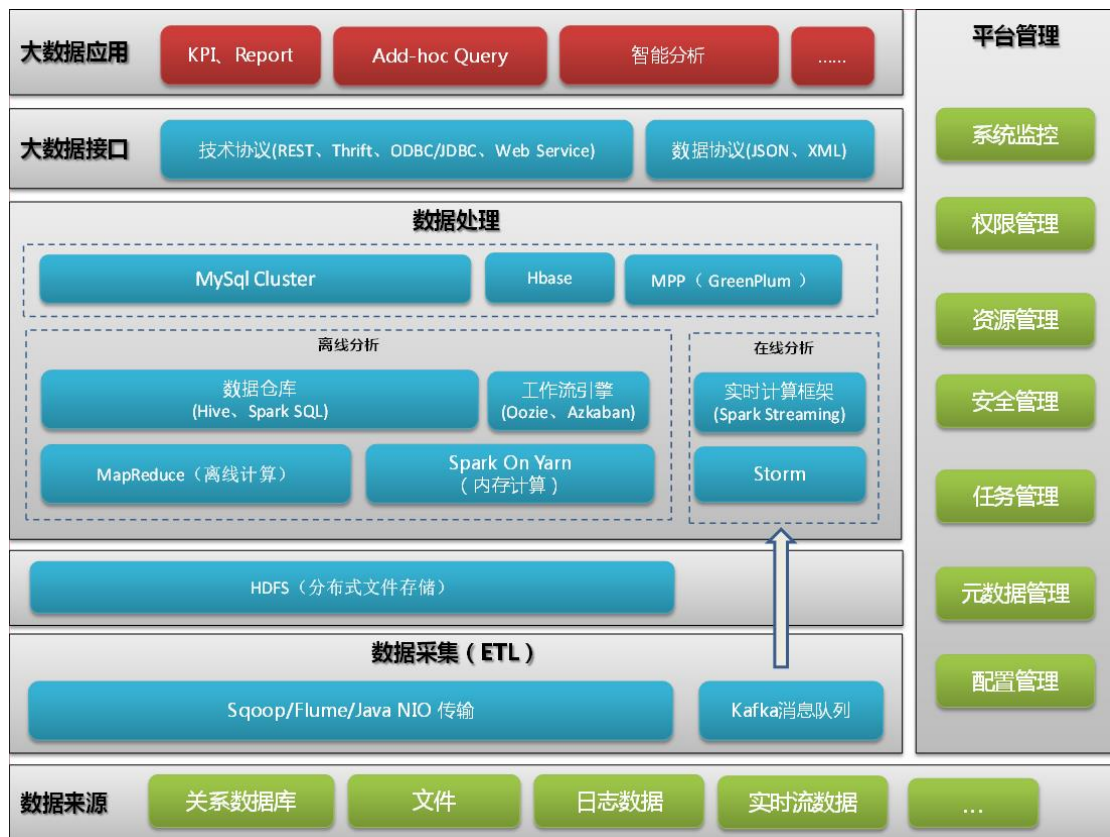 大数据应用
KPI、Report
Add-hoc Query
智能分析
......
大数据接口
技术协议(REST、Thrift、ODBC/JDBC、Web Service)
数据协议(JSON、XML)
数据处理
MySql Cluster
Hbase
MPP（ GreenPlum ）
离线分析
数据仓库
(Hive、Spark SQL)
工作流引擎
(Oozie、Azkaban)
MapReduce（离线计算）
Spark On Yarn
（内存计算）
在线分析
实时计算框架
(Spark Streaming)
Storm
HDFS（分布式文件存储）
数据采集（ETL）
Sqoop/Flume/Java NIO 传输
Kafka消息队列
数据来源
关系数据库
文件
日志数据
实时流数据
...
平台管理
系统监控
权限管理
资源管理
安全管理
任务管理
元数据管理
配置管理